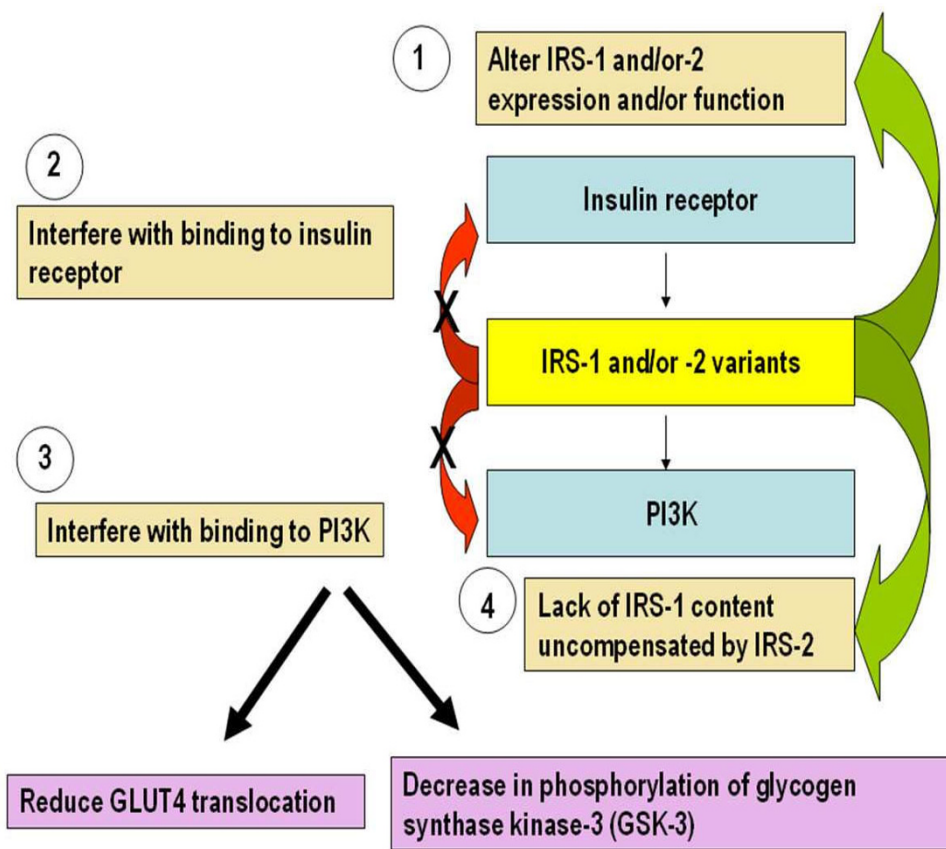 1
Alter IRS-1 and/or-2
expression and/or function
2
Insulin receptor
Interfere with binding to insulin
receptor
X
IRS-1 and/or -2 variants
X
3
Interfere with binding to PI3K
PI3K
4
Lack of IRS-1 content
uncompensated by IRS-2
Reduce GLUT4 translocation
Decrease in phosphorylation of glycogen
synthase kinase-3 (GSK-3)